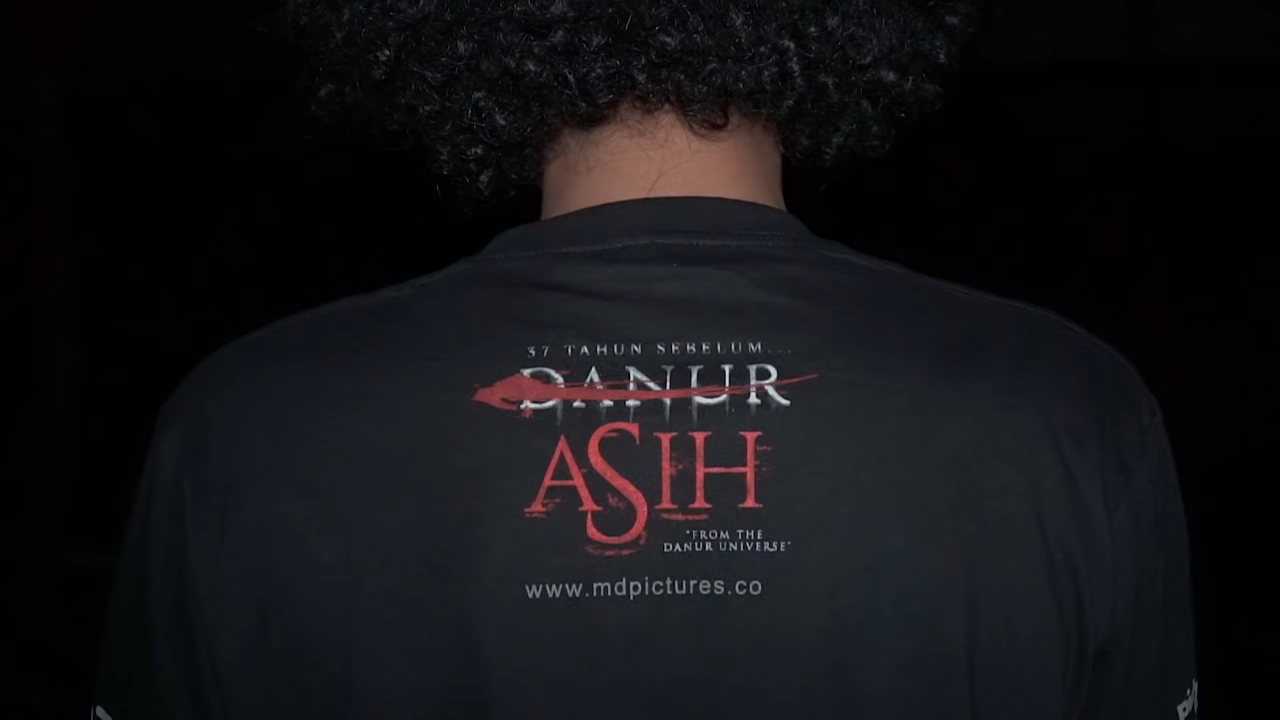 37 TAHUN SEBELUM...
DANUR
ASIH
"FROM THE
DANUR UNIVERSE"
www.mdpictures.co